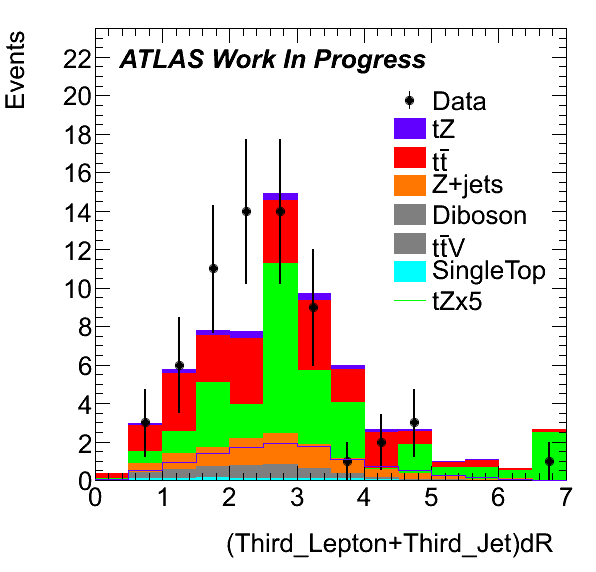 Events
ATLAS Work In Progress
22
20
18
16
14
12
10
8
6
4
2
0
Data
tZ
tt̄
Z+jets
Diboson
tt̄V
SingleTop
tZx5
0 1 2 3 4 5 6 7
(Third_Lepton+Third_Jet)dR